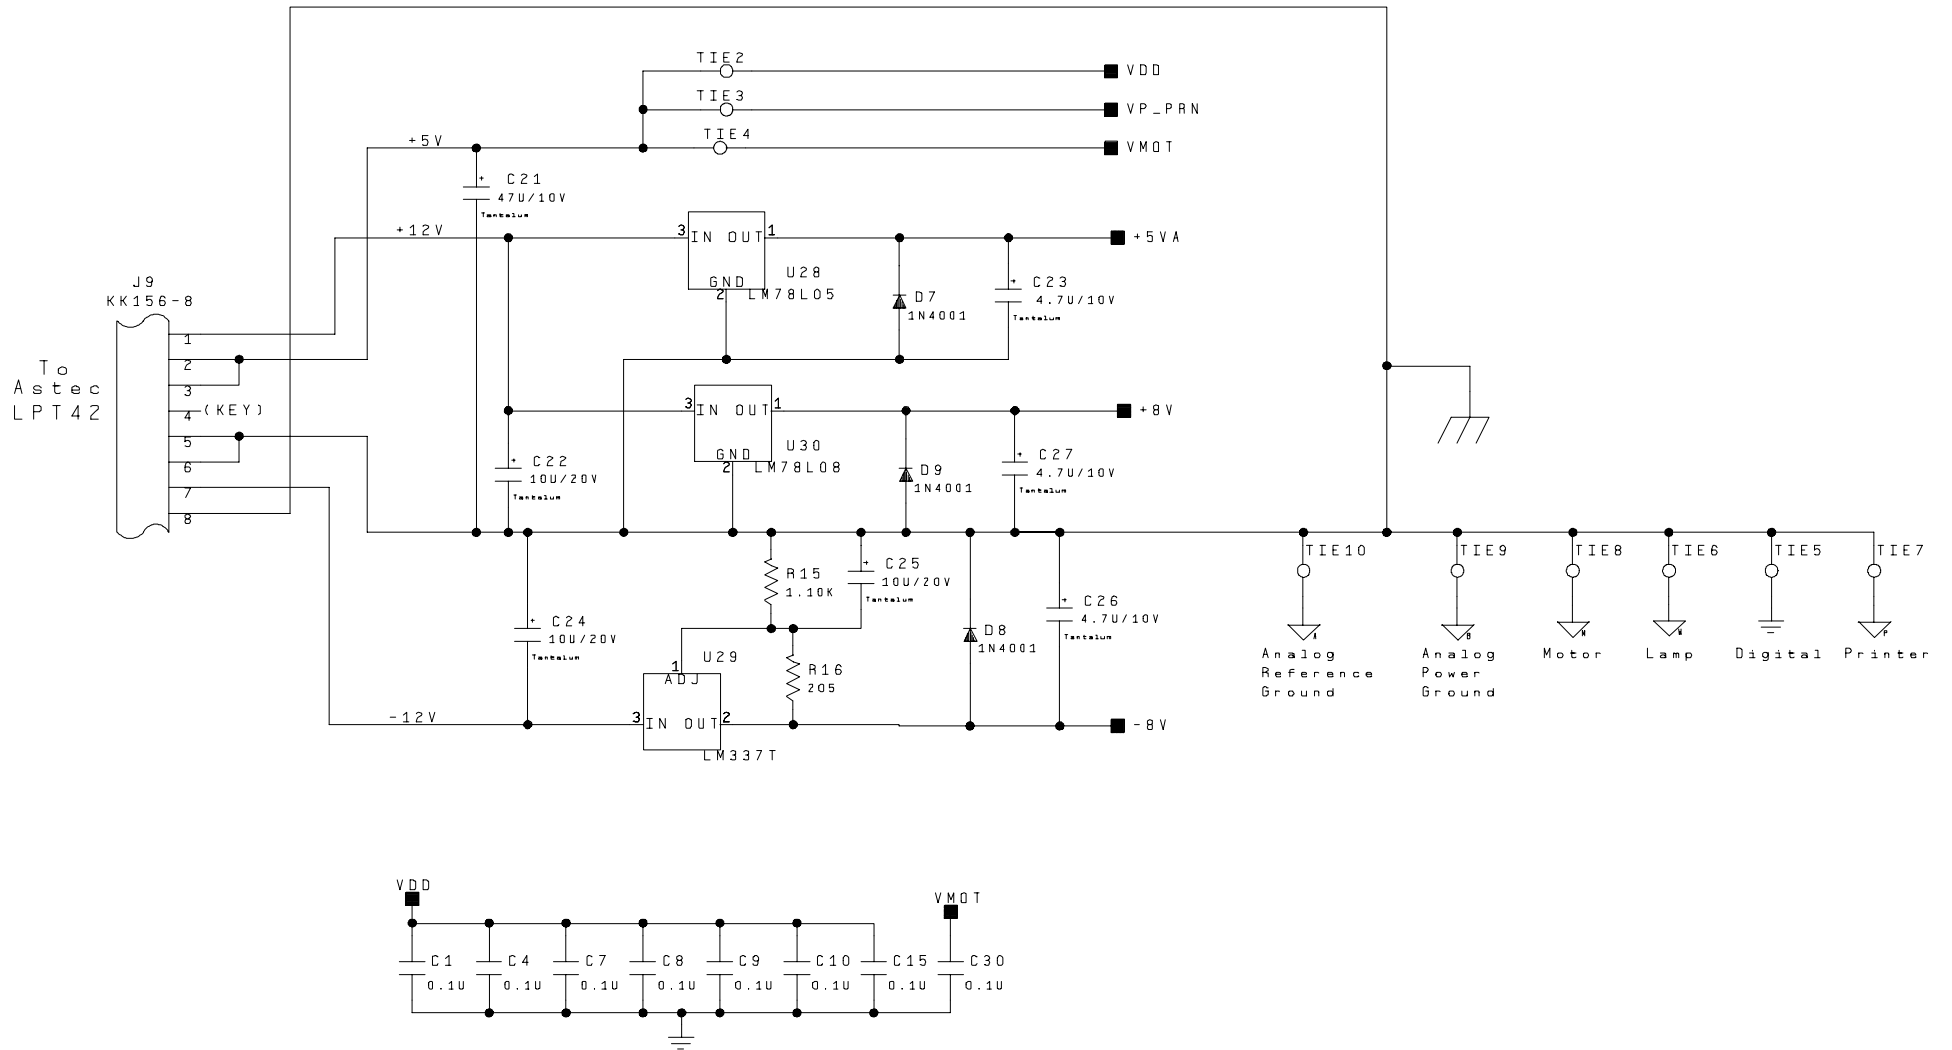 TIE2
VDD
TIE3
VP_PRN
TIE4
+5V
VMOT
+ C21
47U/10V
Tantalum
+12V
3 IN OUT 1
+5VA
GND
2
U28
LM78L05
D7
1N4001
+ C23
4.7U/10V
Tantalum
J9
KK156-8
1
2
3
4 (KEY)
5
6
7
8
To
Astec
LPT42
3 IN OUT 1
+8V
GND
2
U30
LM78L08
+ C22
10U/20V
Tantalum
D9
1N4001
+ C27
4.7U/10V
Tantalum
R15
1.10K
+ C25
10U/20V
Tantalum
+ C24
10U/20V
Tantalum
D8
1N4001
+ C26
4.7U/10V
Tantalum
U29
1
ADJ
R16
205
-12V
3 IN OUT 2
-8V
LM337T
TIE10
TIE9
TIE8
TIE6
TIE5
TIE7
A
B
M
W
P
Analog
Reference
Ground
Analog
Power
Ground
Motor
Lamp
Digital
Printer
VDD
VMOT
C1
0.1U
C4
0.1U
C7
0.1U
C8
0.1U
C9
0.1U
C10
0.1U
C15
0.1U
C30
0.1U